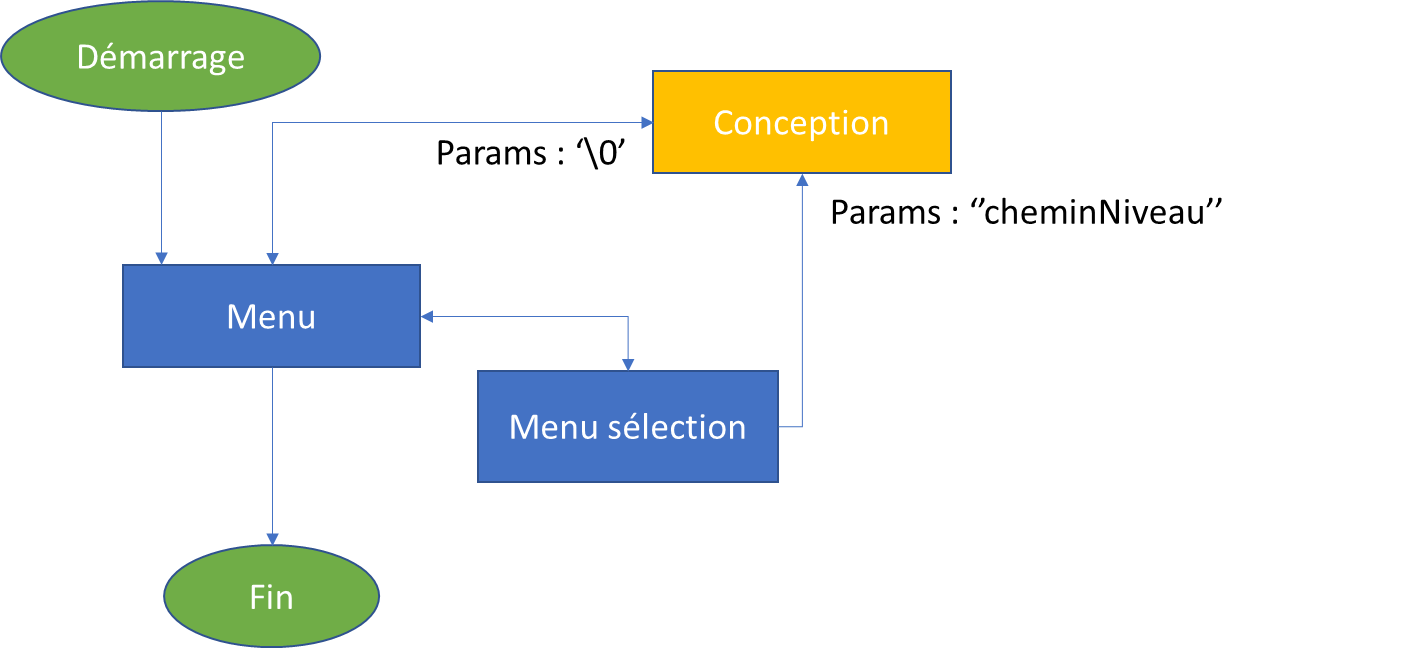 Démarrage
Conception
Params : ‘\0’
Params : ‘’cheminNiveau’’
Menu
Menu sélection
Fin